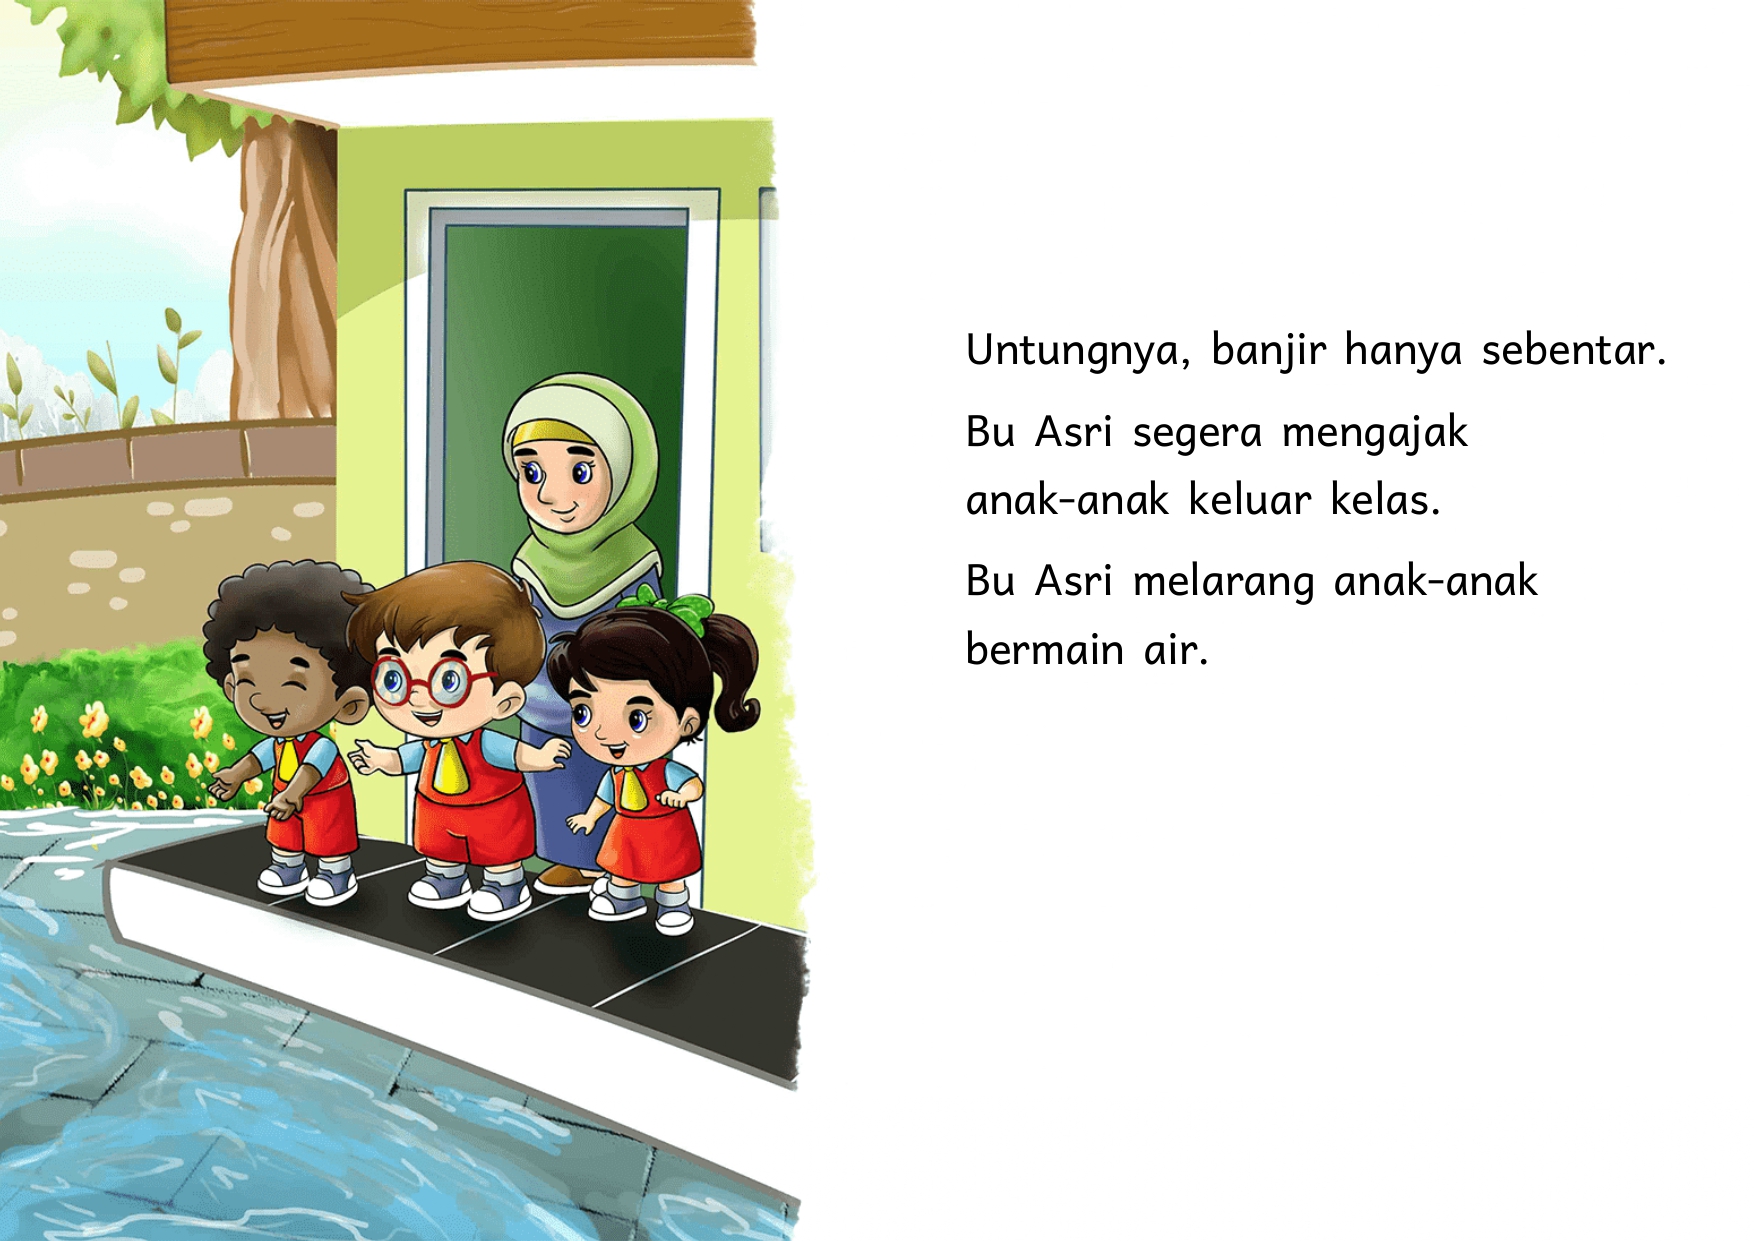 Untungnya, banjir hanya sebentar.
Bu Asri segera mengajak
anak-anak keluar kelas.
Bu Asri melarang anak-anak
bermain air.